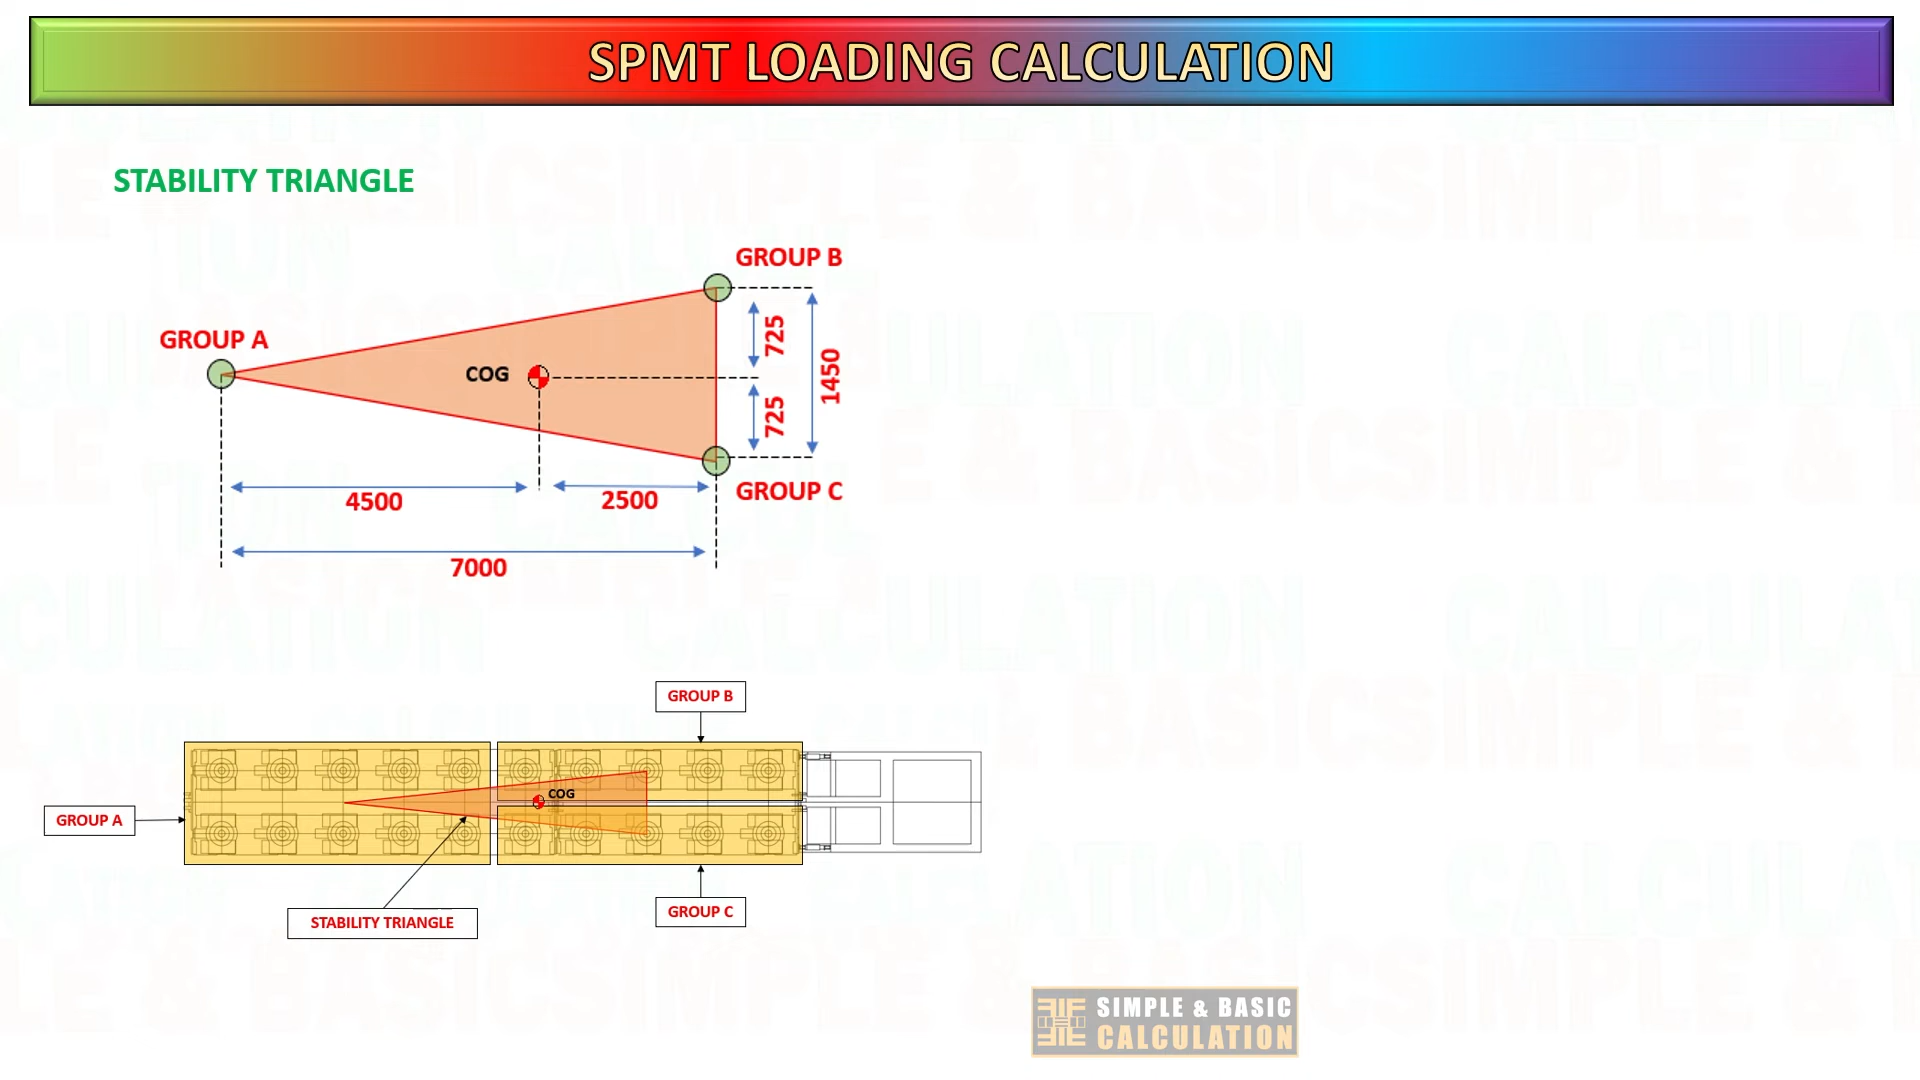 SPMT LOADING CALCULATION
STABILITY TRIANGLE
GROUP B
GROUP A
COG
725
1450
725
4500
2500
GROUP C
7000
GROUP B
COG
GROUP A
STABILITY TRIANGLE
GROUP C
SIMPLE & BASIC
CALCULATION